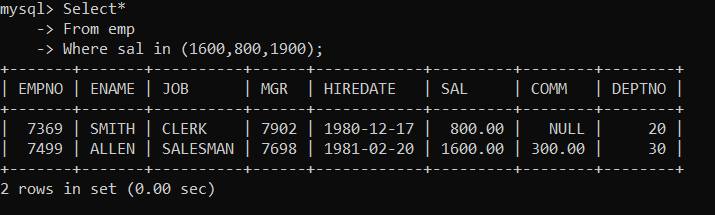 mysql> Select*
    -> From emp
    -> Where sal in (1600,800,1900);
+-------+-------+----------+------+------------+---------+--------+--------+
| EMPNO | ENAME | JOB      | MGR  | HIREDATE   | SAL     | COMM   | DEPTNO |
+-------+-------+----------+------+------------+---------+--------+--------+
|  7369 | SMITH | CLERK    | 7902 | 1980-12-17 |  800.00 |   NULL |     20 |
|  7499 | ALLEN | SALESMAN | 7698 | 1981-02-20 | 1600.00 | 300.00 |     30 |
+-------+-------+----------+------+------------+---------+--------+--------+
2 rows in set (0.00 sec)